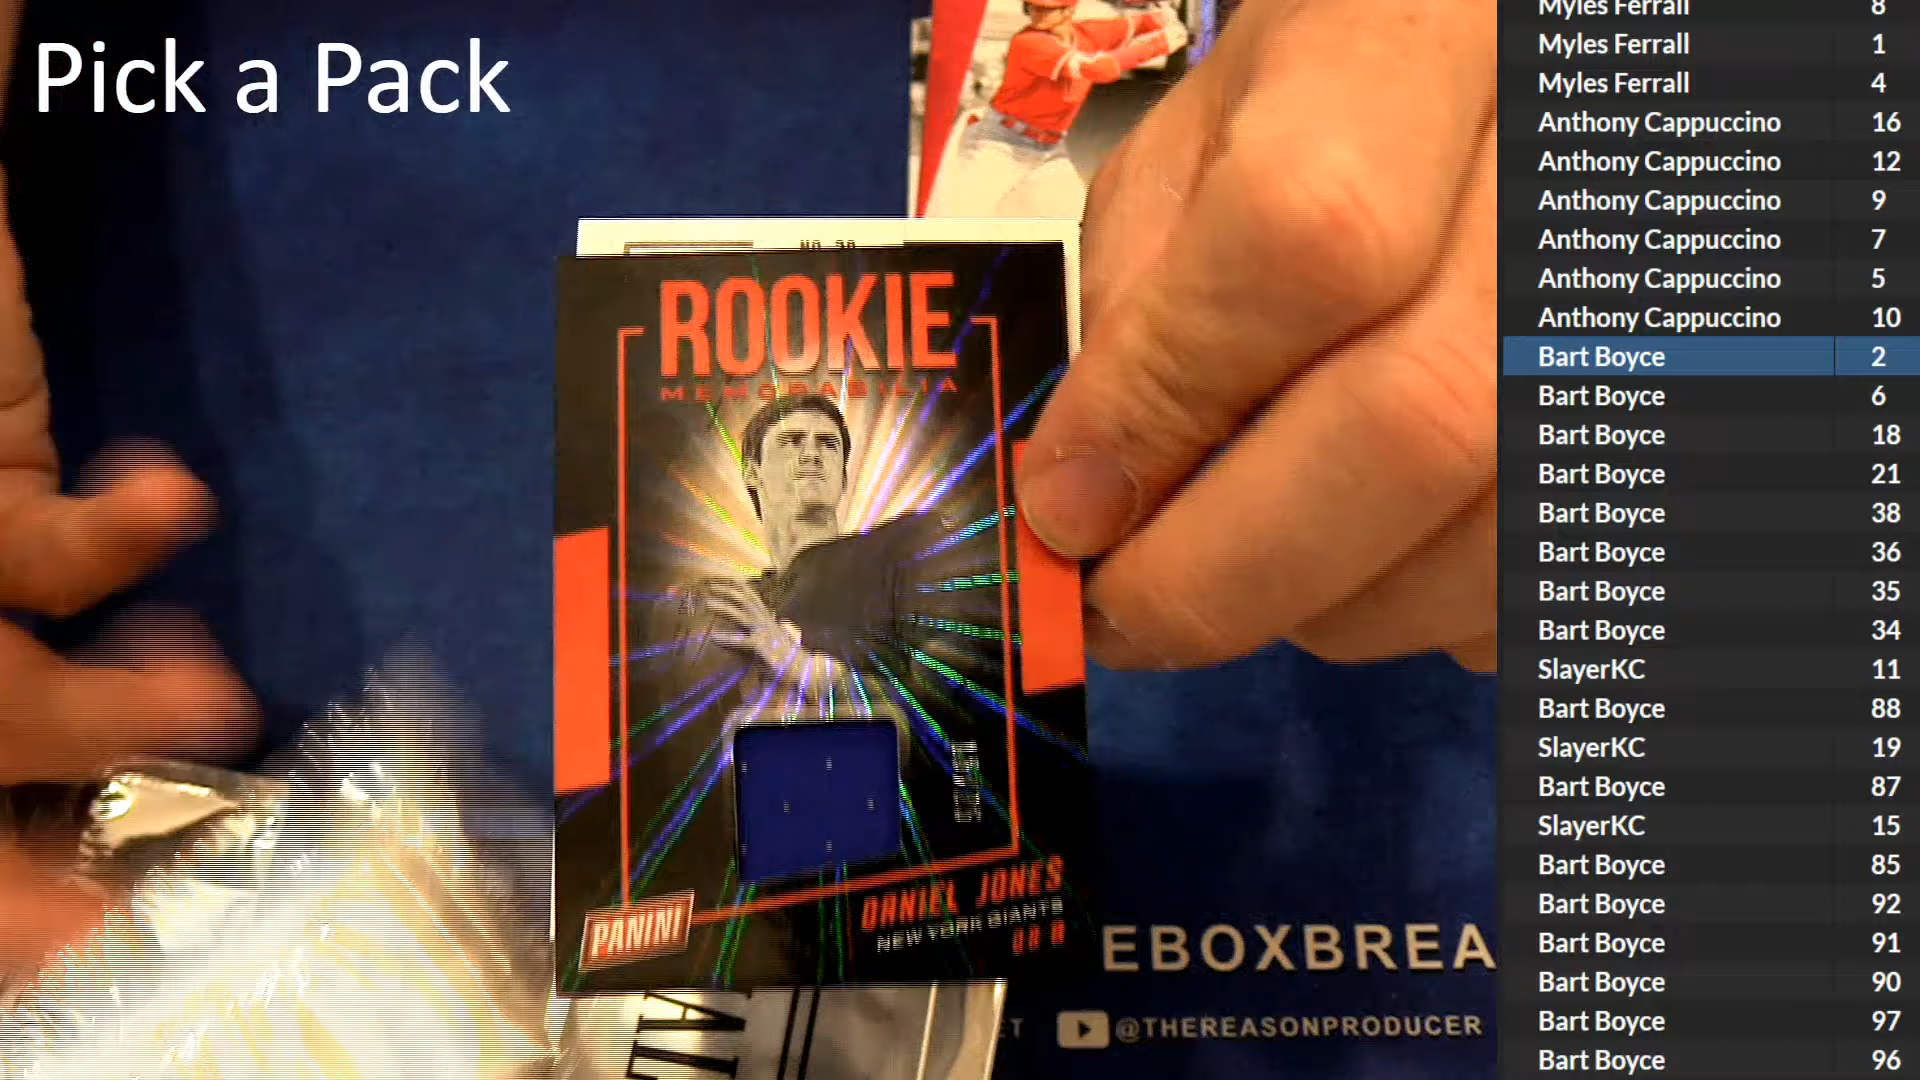 Pick a Pack
NO 30
ROOKIE
MEMORABILIA
PANINI
DANIEL JONES
NEW YORK GIANTS
QB
EBOXBREA
@THEREASONPRODUCER
Myles Ferrall 8
Myles Ferrall 1
Myles Ferrall 4
Anthony Cappuccino 16
Anthony Cappuccino 12
Anthony Cappuccino 9
Anthony Cappuccino 7
Anthony Cappuccino 5
Anthony Cappuccino 10
Bart Boyce 2
Bart Boyce 6
Bart Boyce 18
Bart Boyce 21
Bart Boyce 38
Bart Boyce 36
Bart Boyce 35
Bart Boyce 34
SlayerKC 11
Bart Boyce 88
SlayerKC 19
Bart Boyce 87
SlayerKC 15
Bart Boyce 85
Bart Boyce 92
Bart Boyce 91
Bart Boyce 90
Bart Boyce 97
Bart Boyce 96